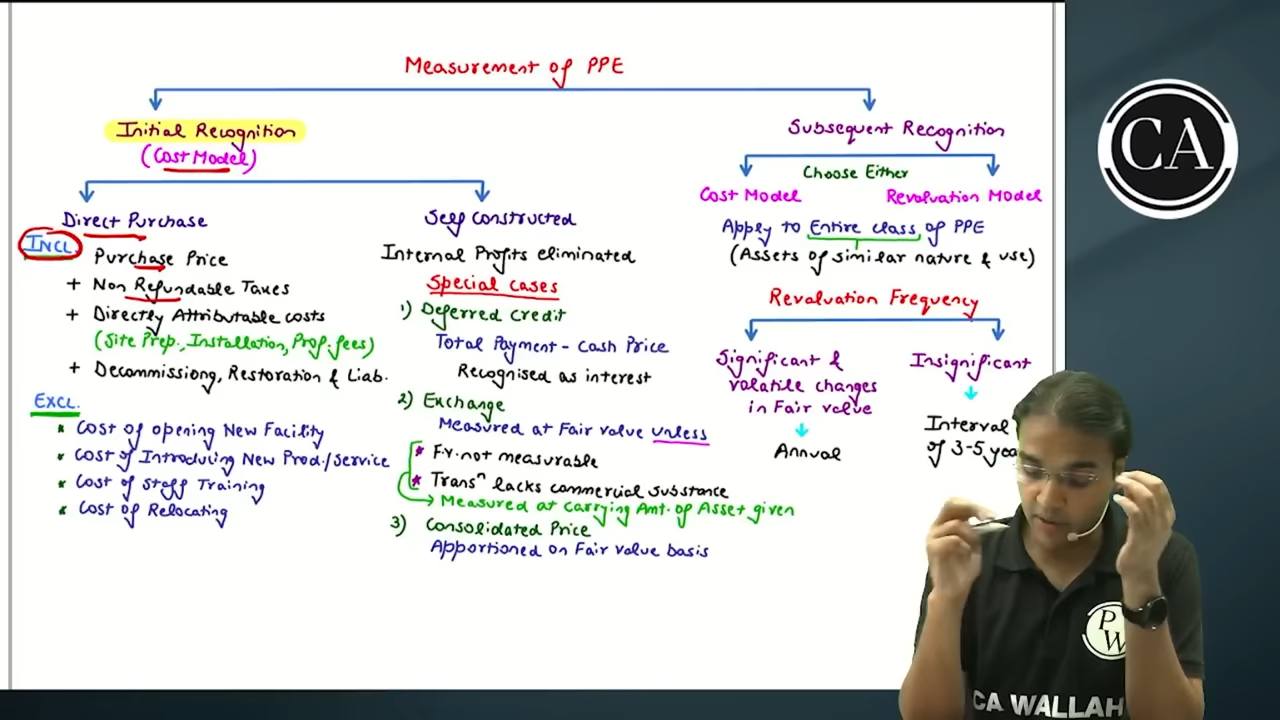 Measurement of PPE
Initial Recognition
(Cost Model)
Direct Purchase
INCL.
Purchase Price
+ Non Refundable Taxes
+ Directly Attributable costs
(Site Prep., Installation, Prof. fees)
+ Decommissiong, Restoration & Liab.
EXCL.
* Cost of opening New Facility
* Cost of Introducing New Prod./Service
* Cost of Staff Training
* Cost of Relocating
Self Constructed
Internal Profits eliminated
Special Cases
1) Deferred Credit
Total Payment - Cash Price
Recognised as interest
2) Exchange
Measured at Fair value unless
* F.v. not measurable
* Transⁿ lacks commercial substance
→ Measured at Carrying Amt. of Asset given
3) Consolidated Price
Apportioned on Fair value basis
Subsequent Recognition
Choose Either
Cost Model
Revaluation Model
Apply to Entire class of PPE
(Assets of similar nature & use)
Revaluation Frequency
Significant &
volatile changes
in Fair value
Annual
Insignificant
Interval
of 3-5
CA
PW
CA WALLAH